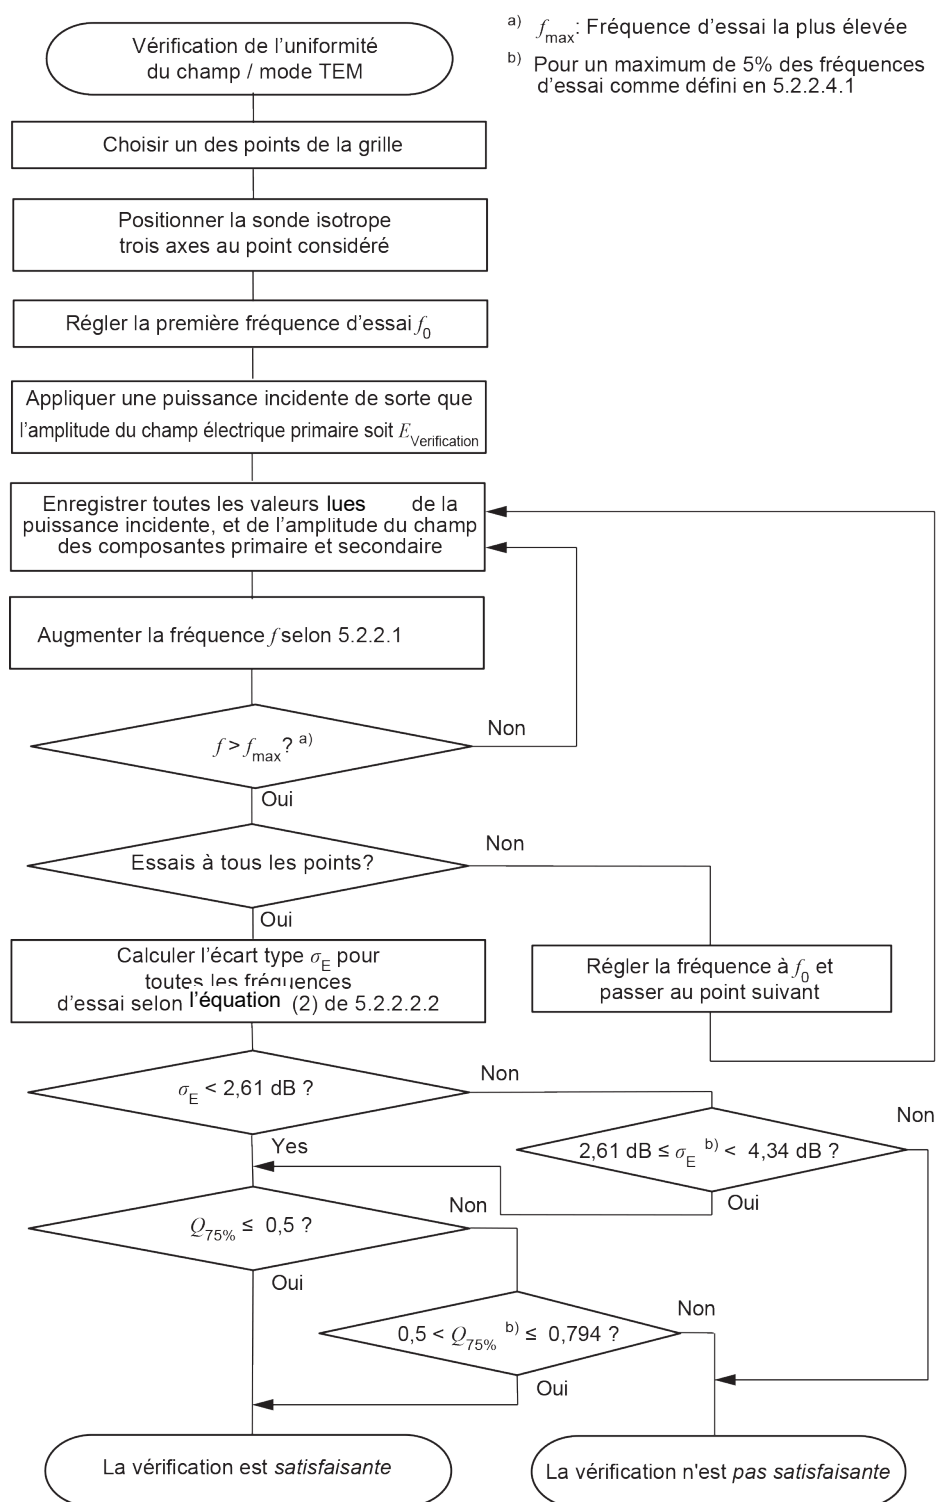 Vérification de l'uniformité
du champ / mode TEM
a) fmax: Fréquence d'essai la plus élevée
b) Pour un maximum de 5% des fréquences
d'essai comme défini en 5.2.2.4.1
Choisir un des points de la grille
Positionner la sonde isotrope
trois axes au point considéré
Régler la première fréquence d'essai f0
Appliquer une puissance incidente de sorte que
l'amplitude du champ électrique primaire soit EVerification
Enregistrer toutes les valeurs lues de la
puissance incidente, et de l'amplitude du champ
des composantes primaire et secondaire
Augmenter la fréquence f selon 5.2.2.1
f > fmax? a)
Non
Oui
Essais à tous les points?
Non
Oui
Régler la fréquence à f0 et
passer au point suivant
Calculer l'écart type σE pour
toutes les fréquences
d'essai selon l'équation (2) de 5.2.2.2.2
σE < 2,61 dB ?
Non
Yes
2,61 dB ≤ σE b) < 4,34 dB ?
Non
Oui
Q75% ≤ 0,5 ?
Non
Oui
0,5 < Q75% b) ≤ 0,794 ?
Non
Oui
La vérification est satisfaisante
La vérification n'est pas satisfaisante